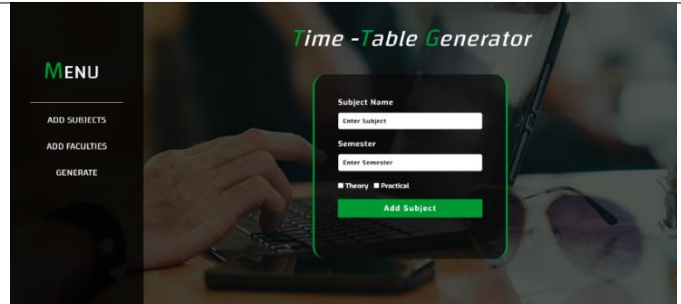 Time -Table Generator
MENU
ADD SUBJECTS
ADD FACULTIES
GENERATE
Subject Name
Enter Subject
Semester
Enter Semester
Theory Practical
Add Subject